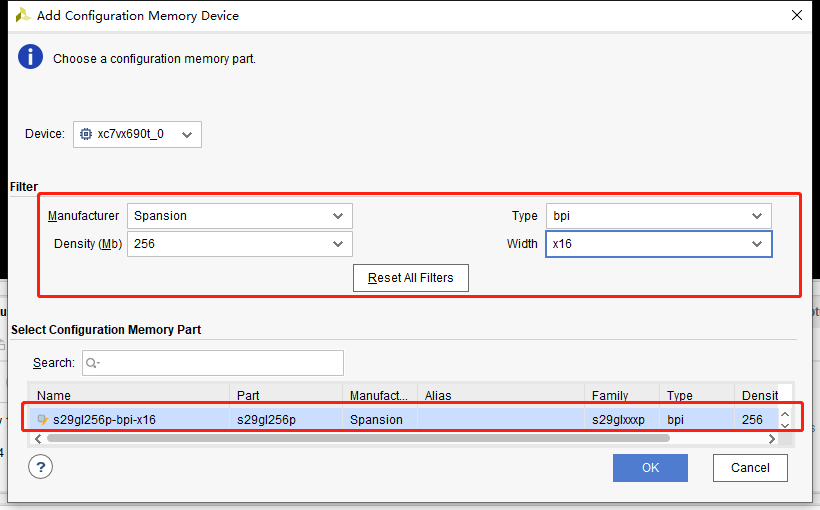 Add Configuration Memory Device
Choose a configuration memory part.
Device: xc7vx690t_0
Filter
Manufacturer Spansion Type bpi
Density (Mb) 256 Width x16
Reset All Filters
Select Configuration Memory Part
Search: Q-
Name Part Manufact... Alias Family Type Densit
s29gl256p-bpi-x16 s29gl256p Spansion s29glxxxp bpi 256
? OK Cancel